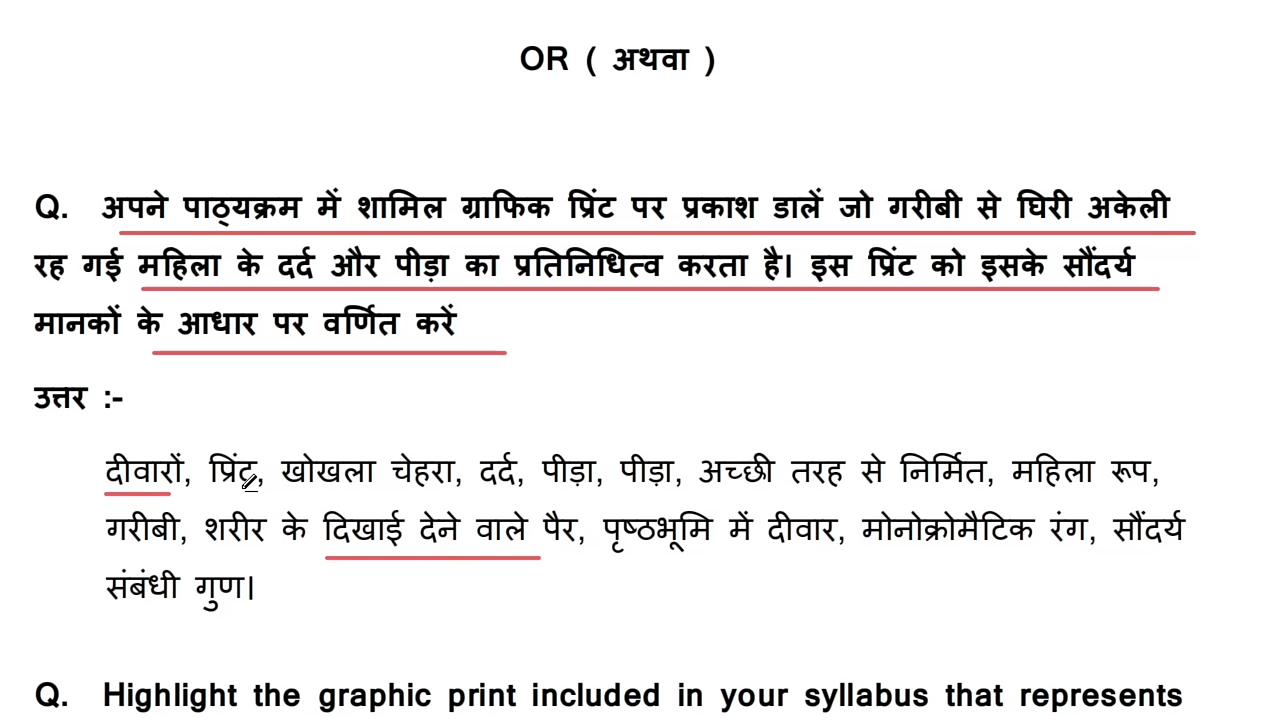 OR ( अथवा )
Q. अपने पाठ्यक्रम में शामिल ग्राफिक प्रिंट पर प्रकाश डालें जो गरीबी से घिरी अकेली
रह गई महिला के दर्द और पीड़ा का प्रतिनिधित्व करता है। इस प्रिंट को इसके सौंदर्य
मानकों के आधार पर वर्णित करें
उत्तर :-
दीवारों, प्रिंट, खोखला चेहरा, दर्द, पीड़ा, पीड़ा, अच्छी तरह से निर्मित, महिला रूप,
गरीबी, शरीर के दिखाई देने वाले पैर, पृष्ठभूमि में दीवार, मोनोक्रोमैटिक रंग, सौंदर्य
संबंधी गुण।
Q. Highlight the graphic print included in your syllabus that represents